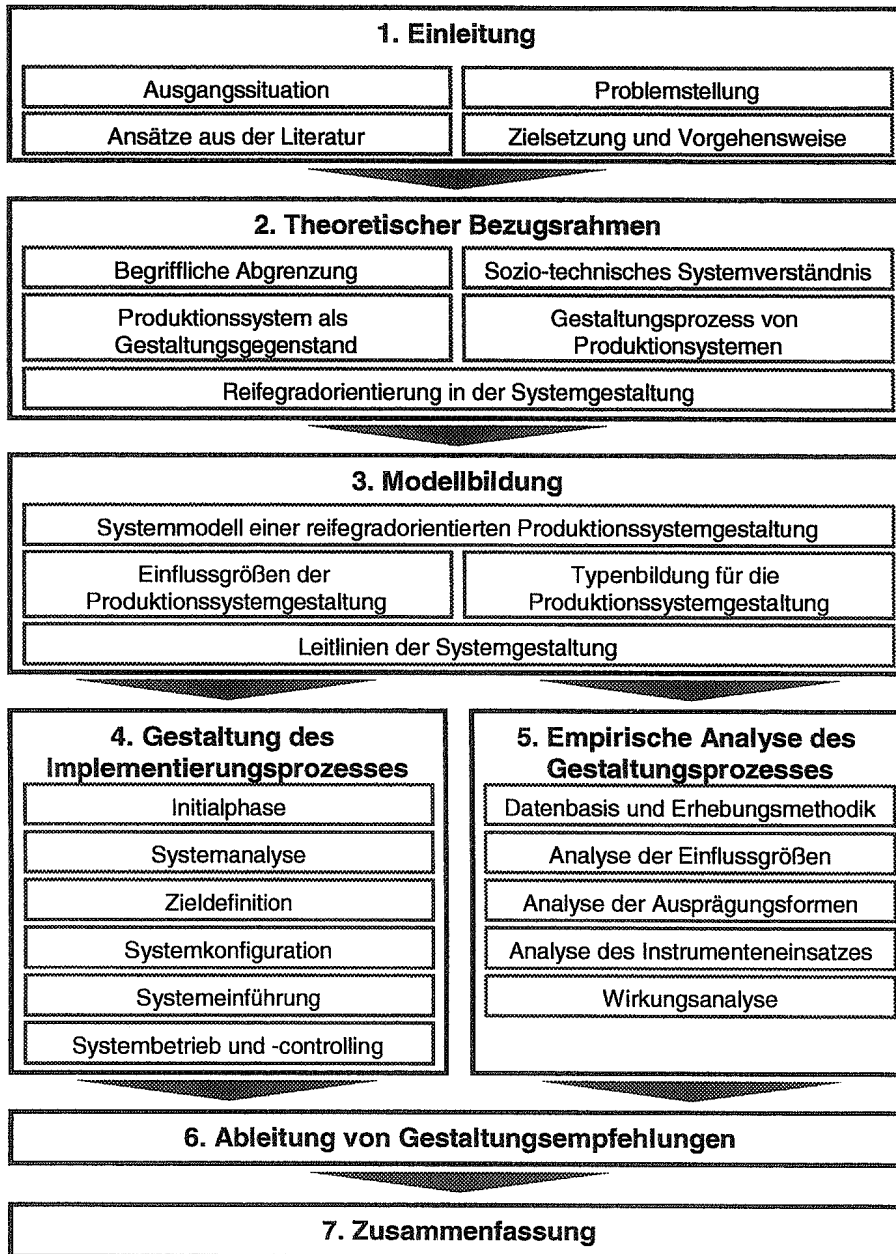 1. Einleitung
Ausgangssituation
Problemstellung
Ansätze aus der Literatur
Zielsetzung und Vorgehensweise
2. Theoretischer Bezugsrahmen
Begriffliche Abgrenzung
Sozio-technisches Systemverständnis
Produktionssystem als
Gestaltungsgegenstand
Gestaltungsprozess von
Produktionsystemen
Reifegradorientierung in der Systemgestaltung
3. Modellbildung
Systemmodell einer reifegradorientierten Produktionssystemgestaltung
Einflussgrößen der
Produktionssystemgestaltung
Typenbildung für die
Produktionssystemgestaltung
Leitlinien der Systemgestaltung
4. Gestaltung des
Implementierungsprozesses
Initialphase
Systemanalyse
Zieldefinition
Systemkonfiguration
Systemeinführung
Systembetrieb und -controlling
5. Empirische Analyse des
Gestaltungsprozesses
Datenbasis und Erhebungsmethodik
Analyse der Einflussgrößen
Analyse der Ausprägungsformen
Analyse des Instrumenteneinsatzes
Wirkungsanalyse
6. Ableitung von Gestaltungsempfehlungen
7. Zusammenfassung